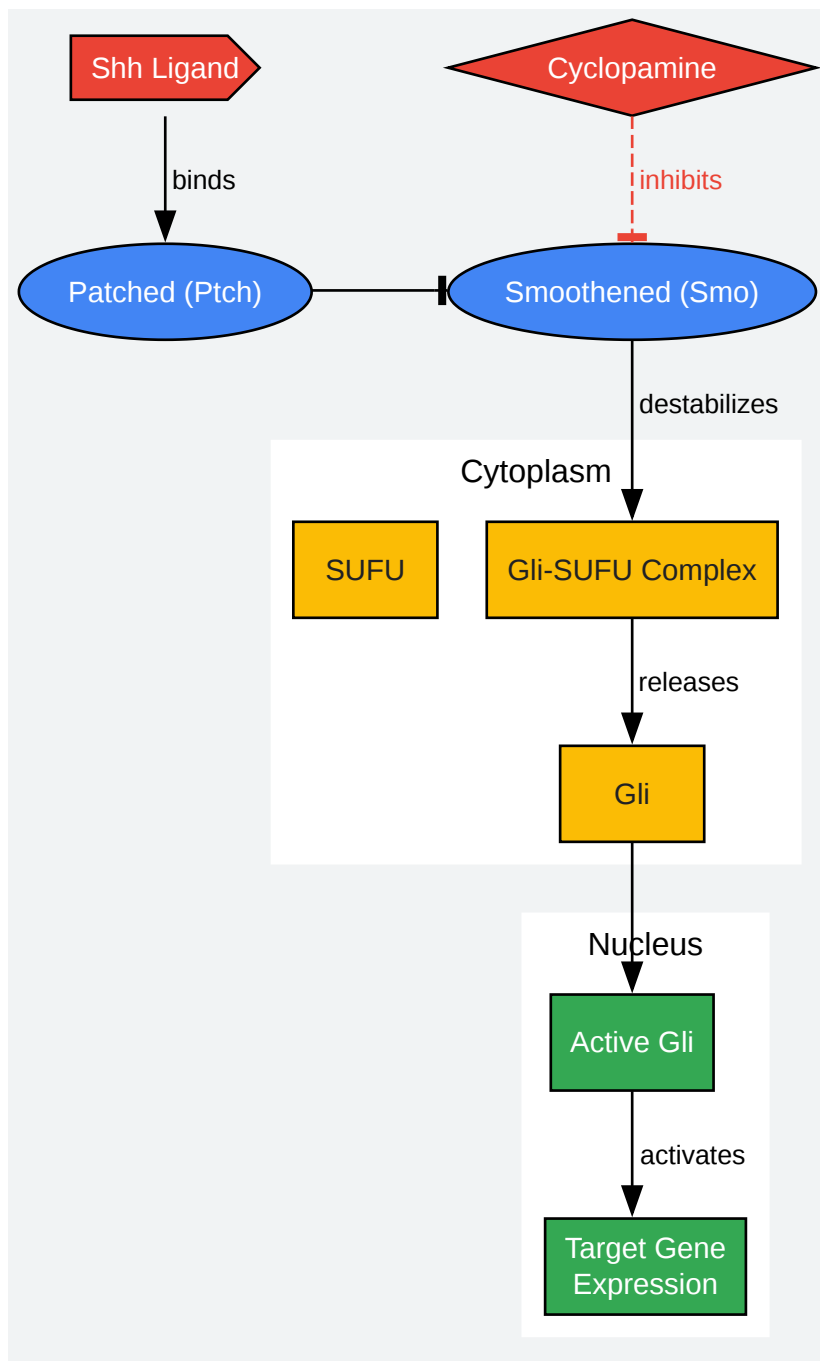 Shh Ligand
Cyclopamine
binds
inhibits
Patched (Ptch)
Smoothened (Smo)
destabilizes
Cytoplasm
SUFU
Gli-SUFU Complex
releases
Gli
Nucleus
Active Gli
activates
Target Gene
Expression